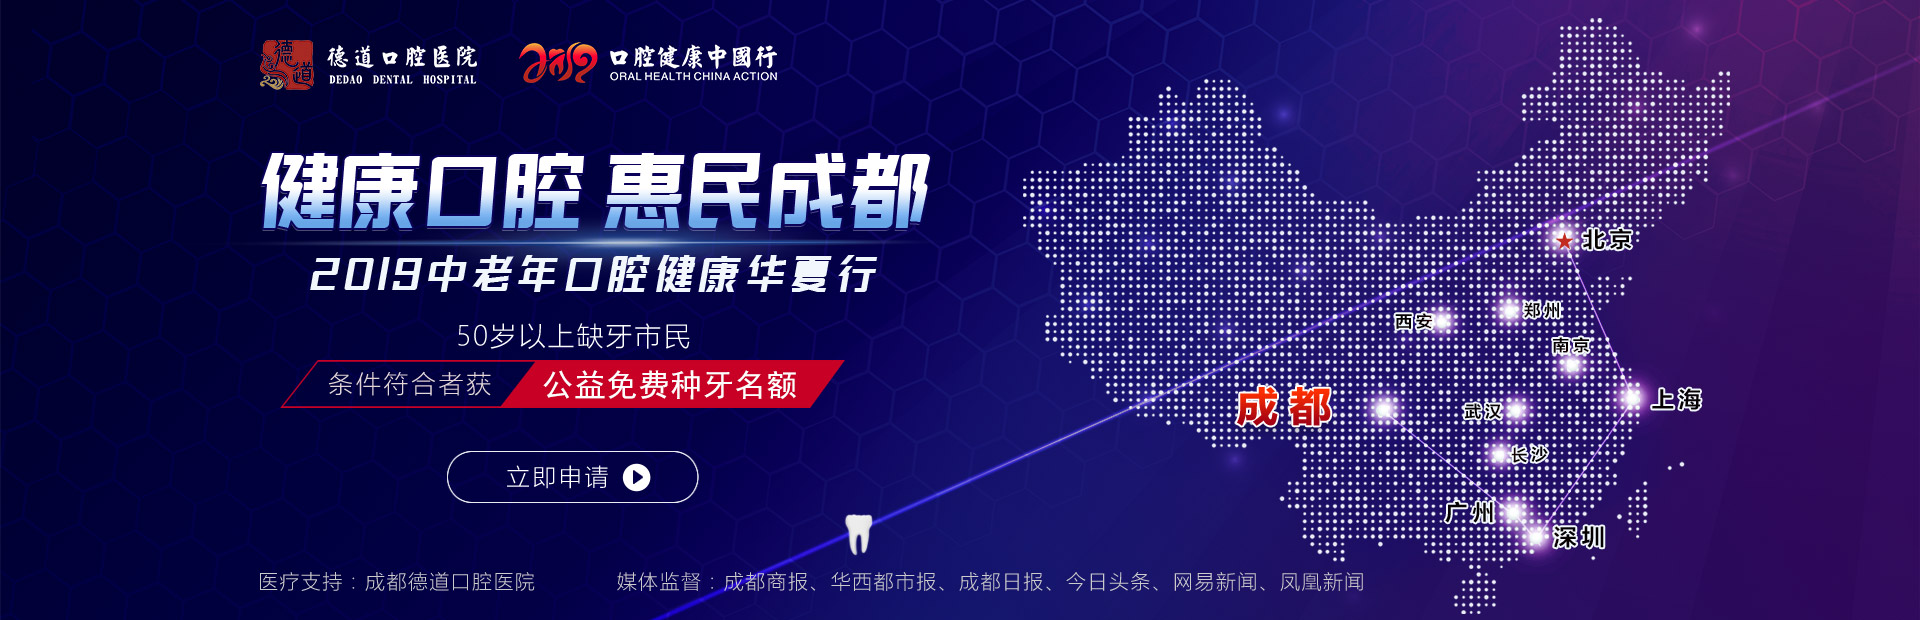 德道
德道口腔医院
DEDAO DENTAL HOSPITAL
2019
口腔健康中國行
ORAL HEALTH CHINA ACTION
健康口腔 惠民成都
2019中老年口腔健康华夏行
50岁以上缺牙市民
条件符合者获 公益免费种牙名额
立即申请
医疗支持：成都德道口腔医院
媒体监督：成都商报、华西都市报、成都日报、今日头条、网易新闻、凤凰新闻
北京
郑州
西安
南京
成都
上海
武汉
长沙
广州
深圳